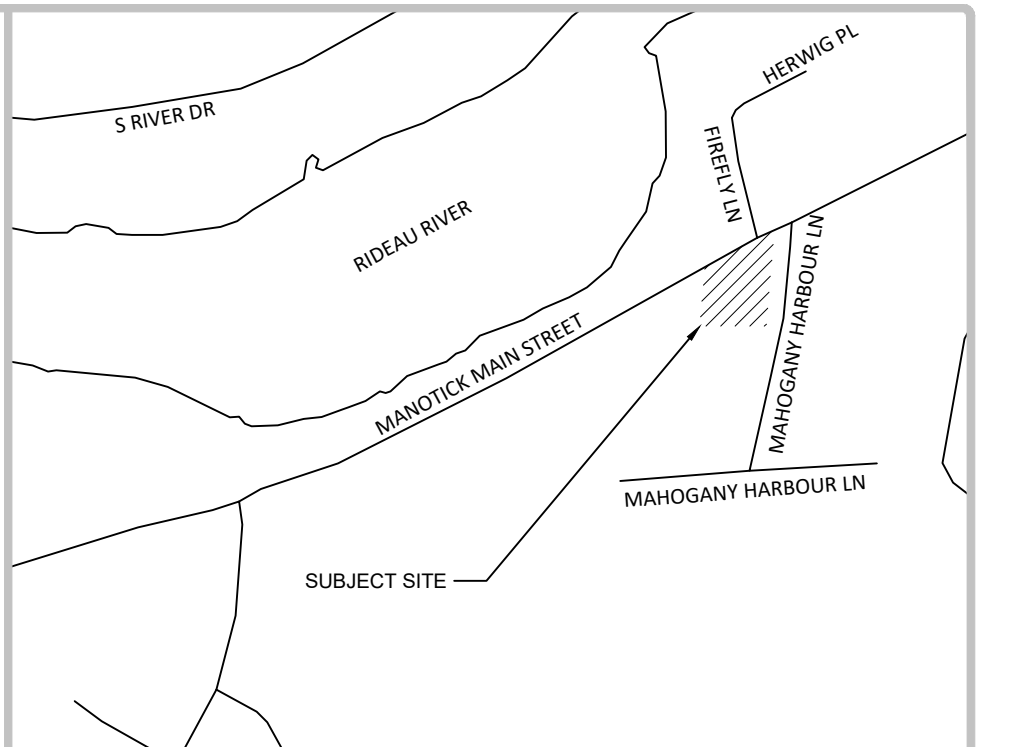 HERWIG PL
S RIVER DR
FIREFLY LN
RIDEAU RIVER
MAHOGANY HARBOUR LN
MANOTICK MAIN STREET
MAHOGANY HARBOUR LN
SUBJECT SITE